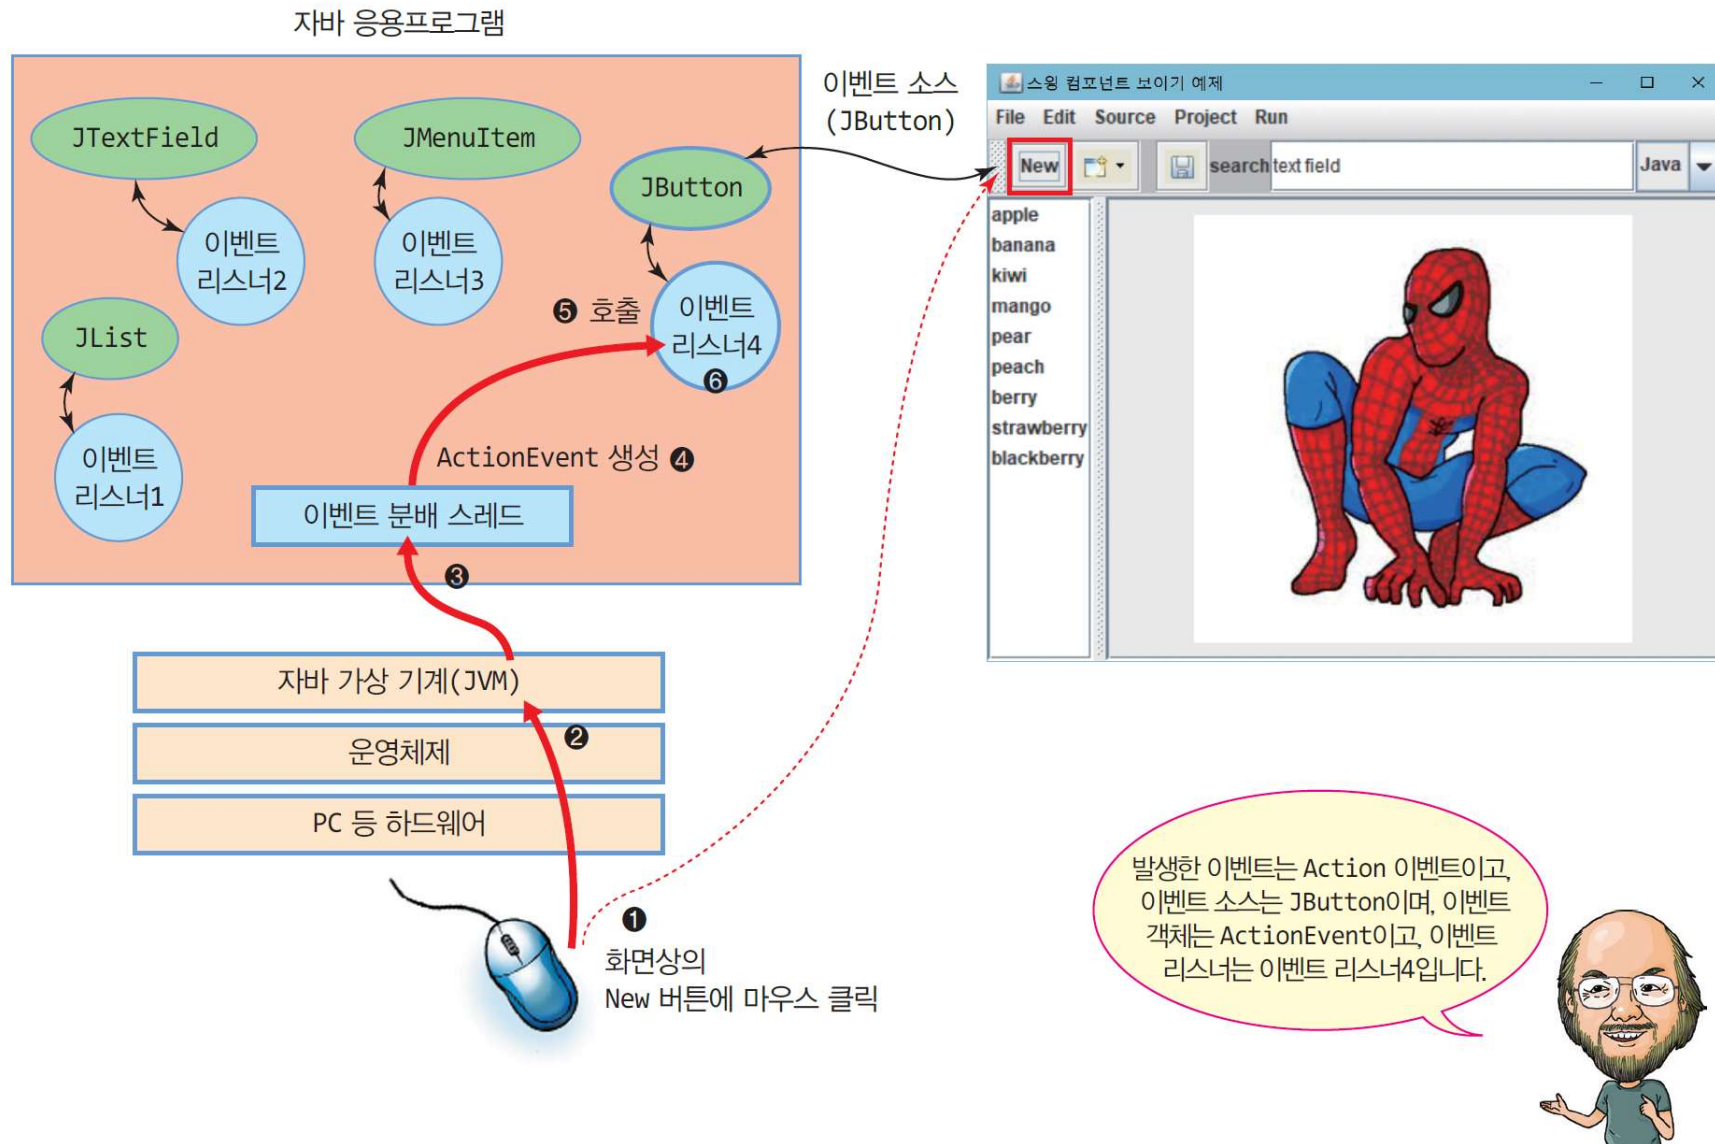 자바 응용프로그램
JTextField
이벤트
리스너2
JMenuItem
이벤트
리스너3
JButton
이벤트
리스너4
❻
JList
이벤트
리스너1
❺ 호출
ActionEvent 생성 ❹
이벤트 분배 스레드
❸
자바 가상 기계(JVM)
❷
운영체제
PC 등 하드웨어
❶
화면상의
New 버튼에 마우스 클릭
이벤트 소스
(JButton)
스윙 컴포넌트 보이기 예제
File Edit Source Project Run
New search text field Java
apple
banana
kiwi
mango
pear
peach
berry
strawberry
blackberry
발생한 이벤트는 Action 이벤트이고,
이벤트 소스는 JButton이며, 이벤트
객체는 ActionEvent이고, 이벤트
리스너는 이벤트 리스너4입니다.